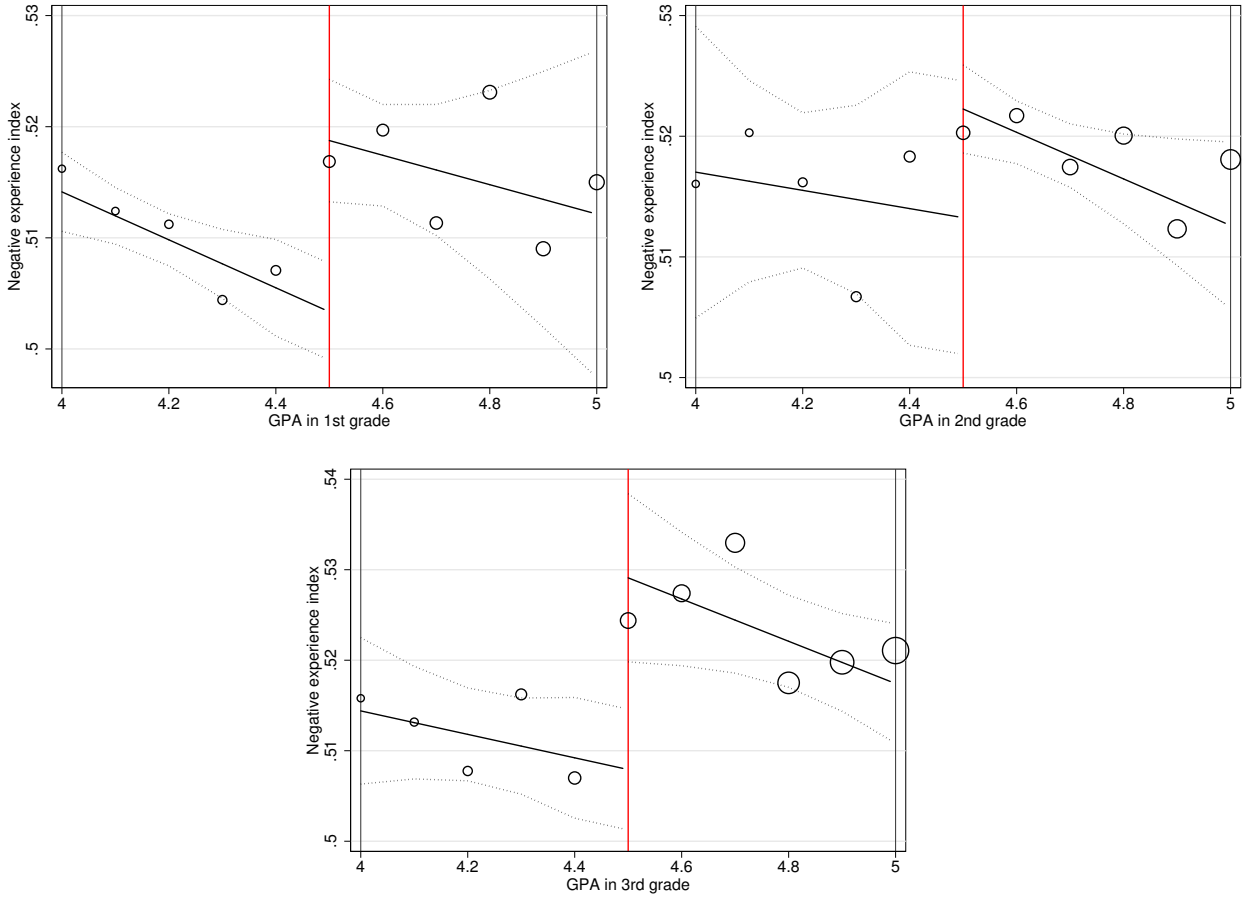 .53
.52
.51
.5
Negative experience index
4 4.2 4.4 4.6 4.8 5
GPA in 1st grade
.53
.52
.51
.5
Negative experience index
4 4.2 4.4 4.6 4.8 5
GPA in 2nd grade
.54
.53
.52
.51
.5
Negative experience index
4 4.2 4.4 4.6 4.8 5
GPA in 3rd grade